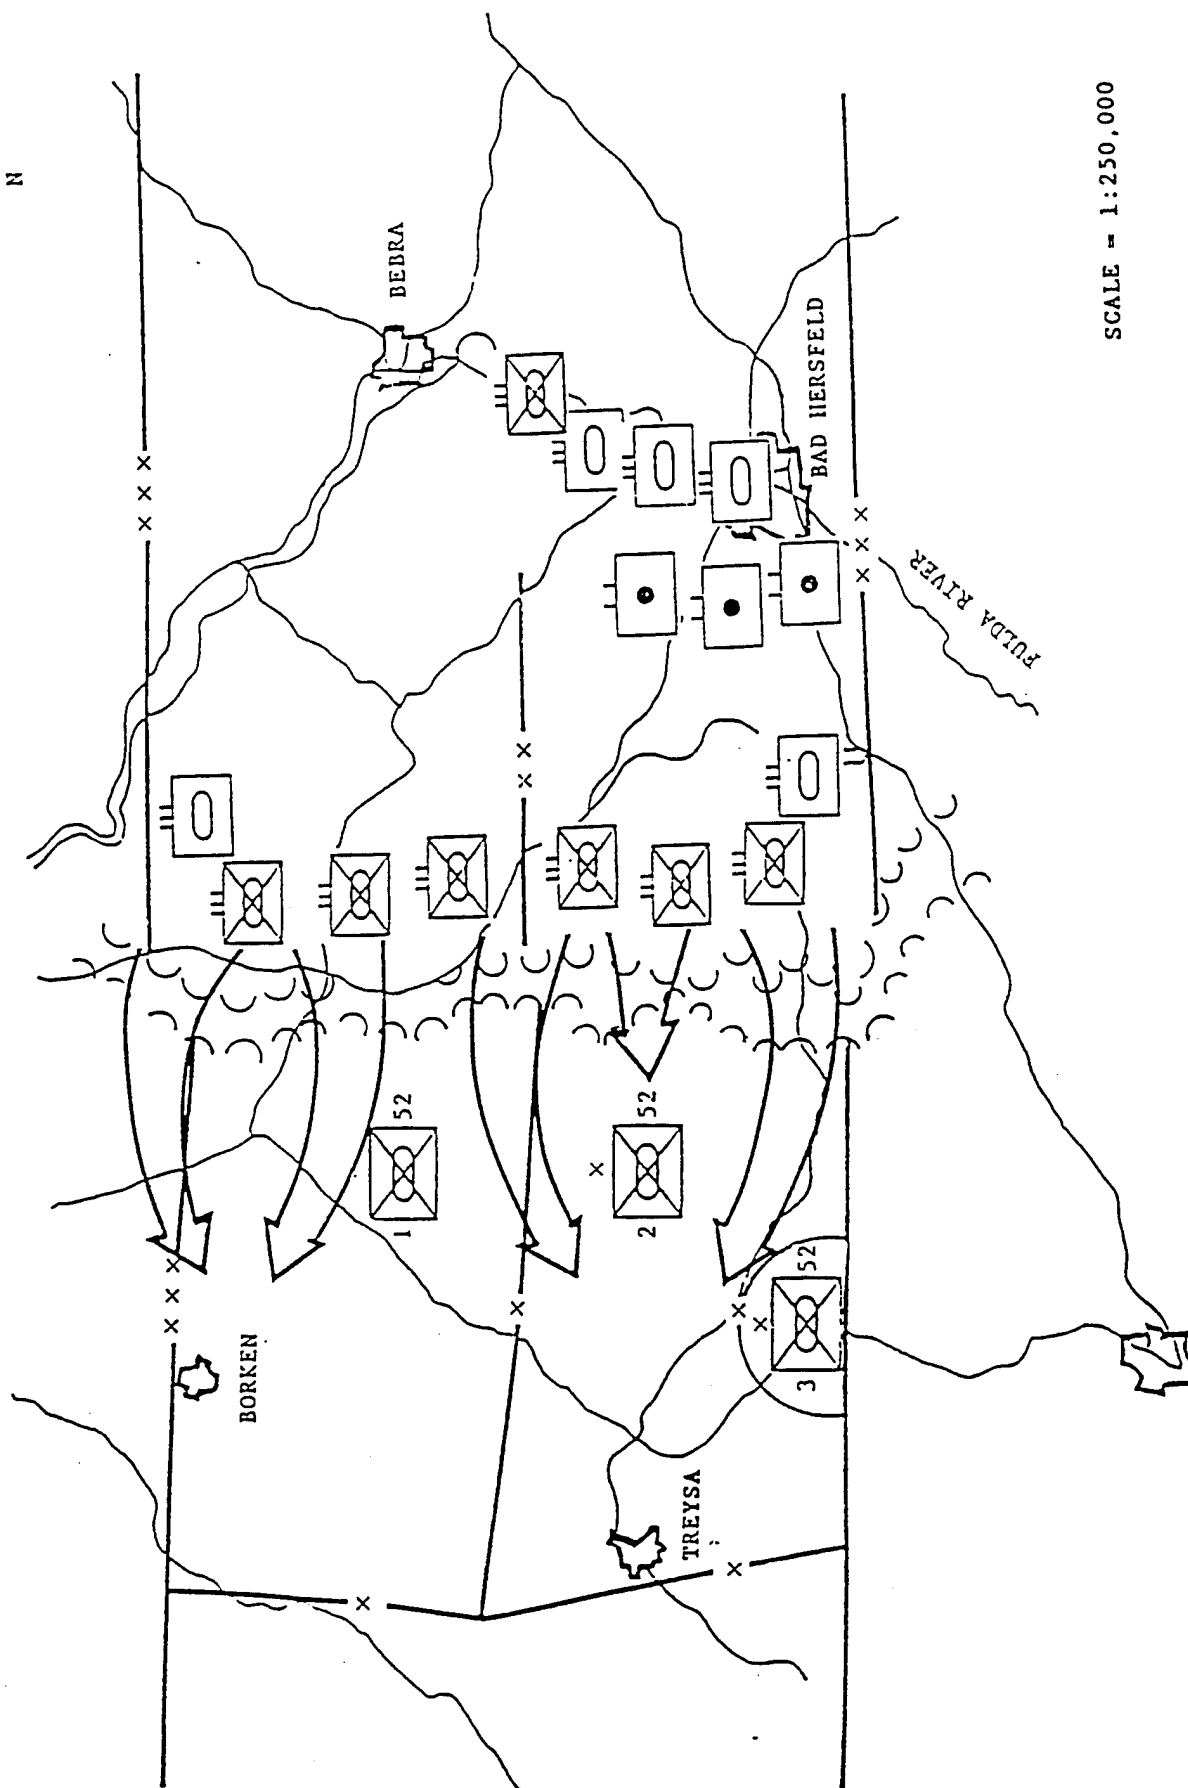 N
BEBRA
BAD HERSFELD
FULDA RIVER
1 52
2 52
3 52
BORKEN
TREYSA
SCALE = 1:250,000